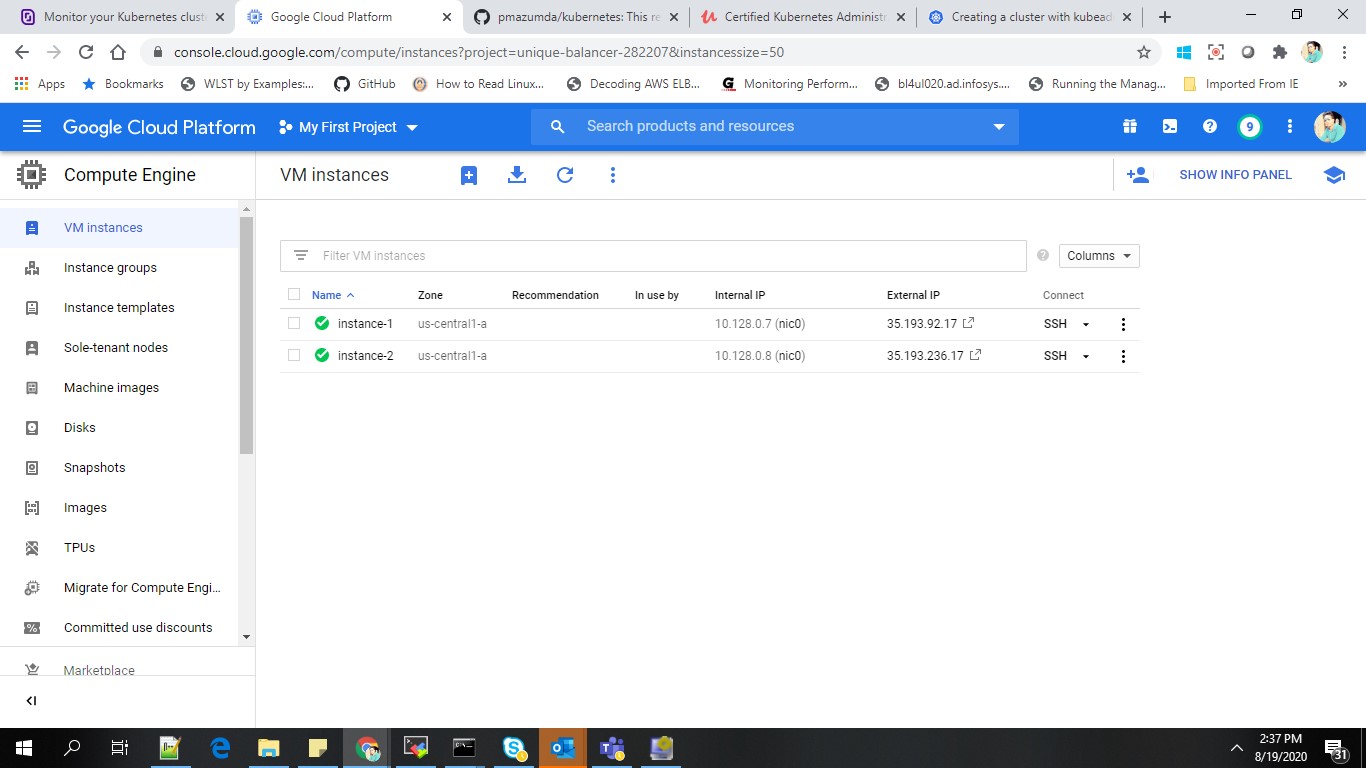 Monitor your Kubernetes clust
Google Cloud Platform
pmazumda/kubernetes: This re
Certified Kubernetes Administr
Creating a cluster with kubead
console.cloud.google.com/compute/instances?project=unique-balancer-282207&instancessize=50
Apps
Bookmarks
WLST by Examples:...
GitHub
How to Read Linux...
Decoding AWS ELB...
Monitoring Perform...
bl4ul020.ad.infosys....
Running the Manag...
Imported From IE
»
Google Cloud Platform
My First Project
Search products and resources
9
Compute Engine
VM instances
SHOW INFO PANEL
VM instances
Instance groups
Instance templates
Sole-tenant nodes
Machine images
Disks
Snapshots
Images
TPUs
Migrate for Compute Engi...
Committed use discounts
Marketplace
Filter VM instances
Columns
Name Zone Recommendation In use by Internal IP External IP Connect
instance-1 us-central1-a 10.128.0.7 (nic0) 35.193.92.17 SSH
instance-2 us-central1-a 10.128.0.8 (nic0) 35.193.236.17 SSH
2:37 PM
8/19/2020
31